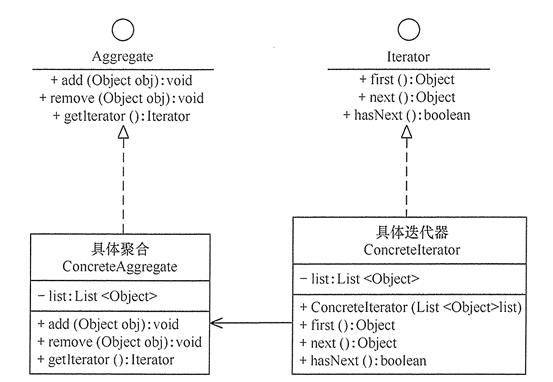 Aggregate
+ add (Object obj):void
+ remove (Object obj):void
+ getIterator ():Iterator
Iterator
+ first ():Object
+ next ():Object
+ hasNext ():boolean
具体聚合
ConcreteAggregate
− list:List <Object>
+ add (Object obj):void
+ remove (Object obj):void
+ getIterator ():Iterator
具体迭代器
ConcreteIterator
− list:List <Object>
+ ConcreteIterator (List <Object>list)
+ first ():Object
+ next ():Object
+ hasNext ():boolean